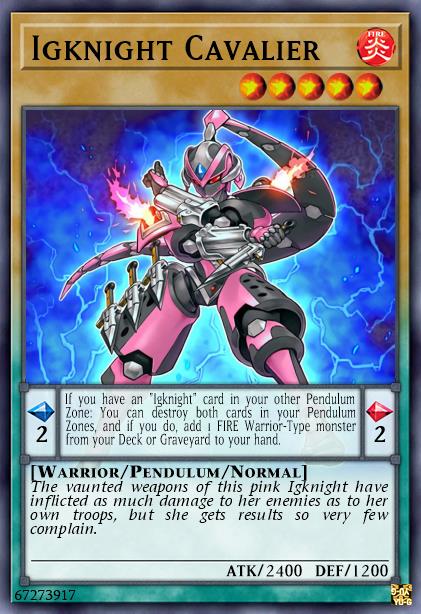 Igknight Cavalier
FIRE
炎
If you have an "Igknight" card in your other Pendulum
Zone: You can destroy both cards in your Pendulum
Zones, and if you do, add 1 FIRE Warrior-Type monster
from your Deck or Graveyard to your hand.
2
2
[Warrior/Pendulum/Normal]
The vaunted weapons of this pink Igknight have
inflicted as much damage to her enemies as to her
own troops, but she gets results so very few
complain.
ATK/2400 DEF/1200
67273917